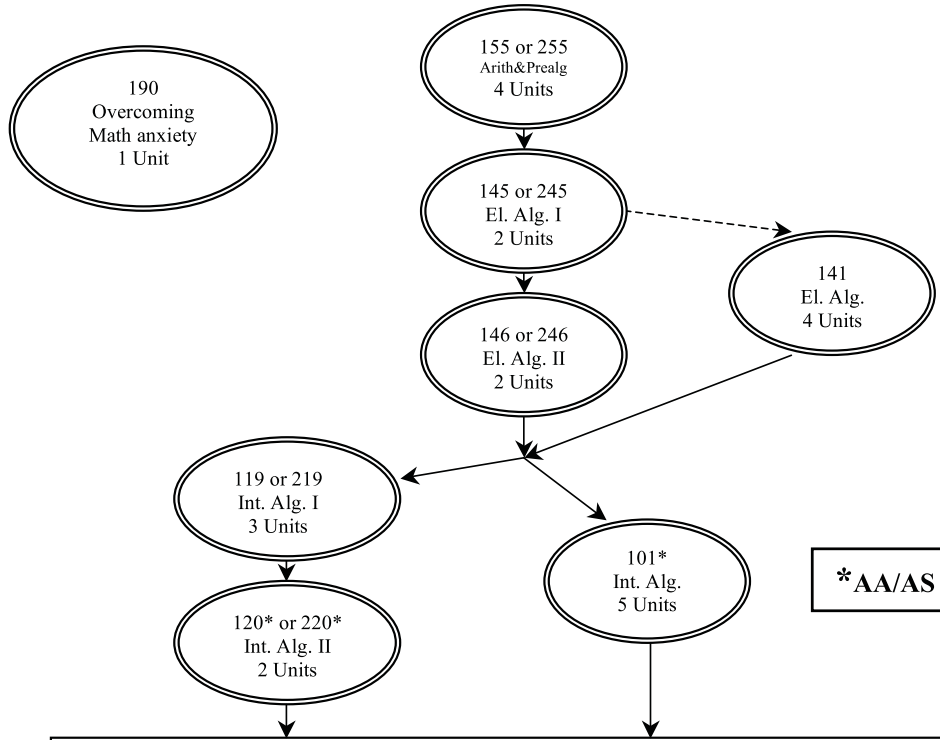 155 or 255
Arith&Prealg
4 Units
190
Overcoming
Math anxiety
1 Unit
145 or 245
El. Alg. I
2 Units
141
El. Alg.
4 Units
146 or 246
El. Alg. II
2 Units
119 or 219
Int. Alg. I
3 Units
101*
Int. Alg.
5 Units
*AA/AS
120* or 220*
Int. Alg. II
2 Units